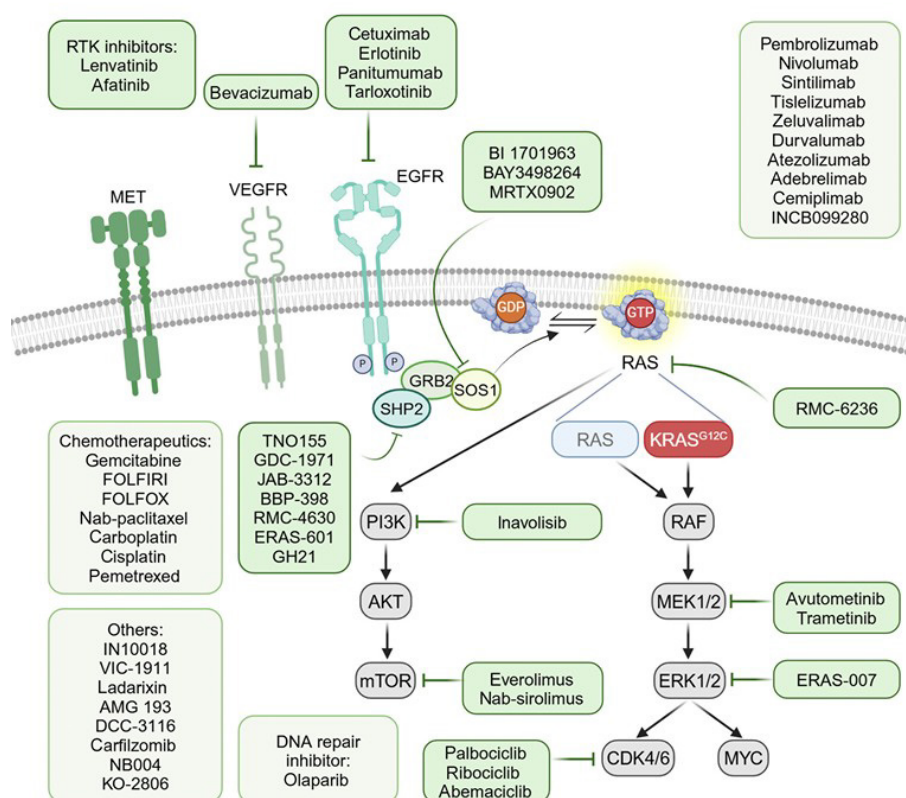 RTK inhibitors:
Lenvatinib
Afatinib
Bevacizumab
Cetuximab
Erlotinib
Panitumumab
Tarloxotinib
Pembrolizumab
Nivolumab
Sintilimab
Tislelizumab
Zeluvalimab
Durvalumab
Atezolizumab
Adebrelimab
Cemiplimab
INCB099280
BI 1701963
BAY3498264
MRTX0902
MET
VEGFR
EGFR
GDP
GTP
P
P
GRB2
SOS1
SHP2
RAS
RMC-6236
RAS
KRASG12C
Chemotherapeutics:
Gemcitabine
FOLFIRI
FOLFOX
Nab-paclitaxel
Carboplatin
Cisplatin
Pemetrexed
TNO155
GDC-1971
JAB-3312
BBP-398
RMC-4630
ERAS-601
GH21
PI3K
Inavolisib
RAF
AKT
MEK1/2
Avutometinib
Trametinib
mTOR
Everolimus
Nab-sirolimus
ERK1/2
ERAS-007
Others:
IN10018
VIC-1911
Ladarixin
AMG 193
DCC-3116
Carfilzomib
NB004
KO-2806
DNA repair
inhibitor:
Olaparib
Palbociclib
Ribociclib
Abemaciclib
CDK4/6
MYC